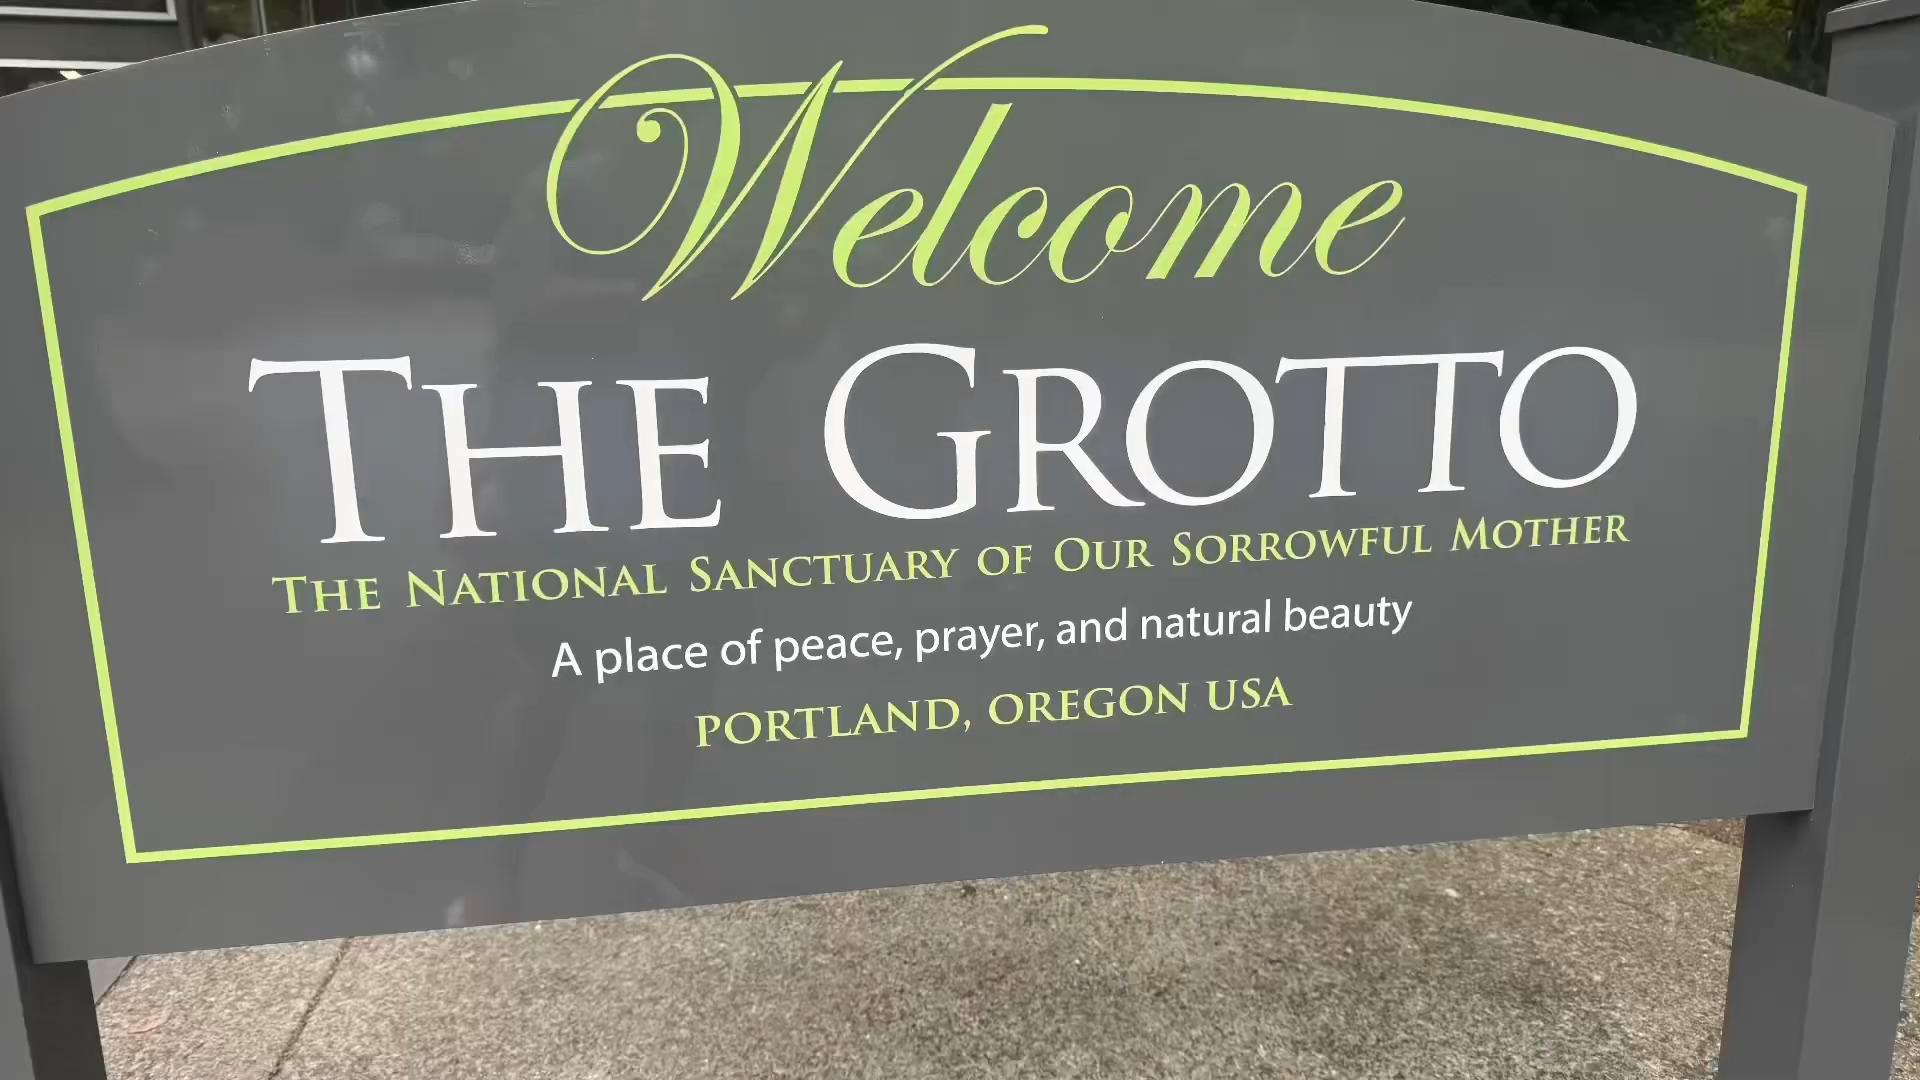 Welcome
THE GROTTO
THE NATIONAL SANCTUARY OF OUR SORROWFUL MOTHER
A place of peace, prayer, and natural beauty
PORTLAND, OREGON USA